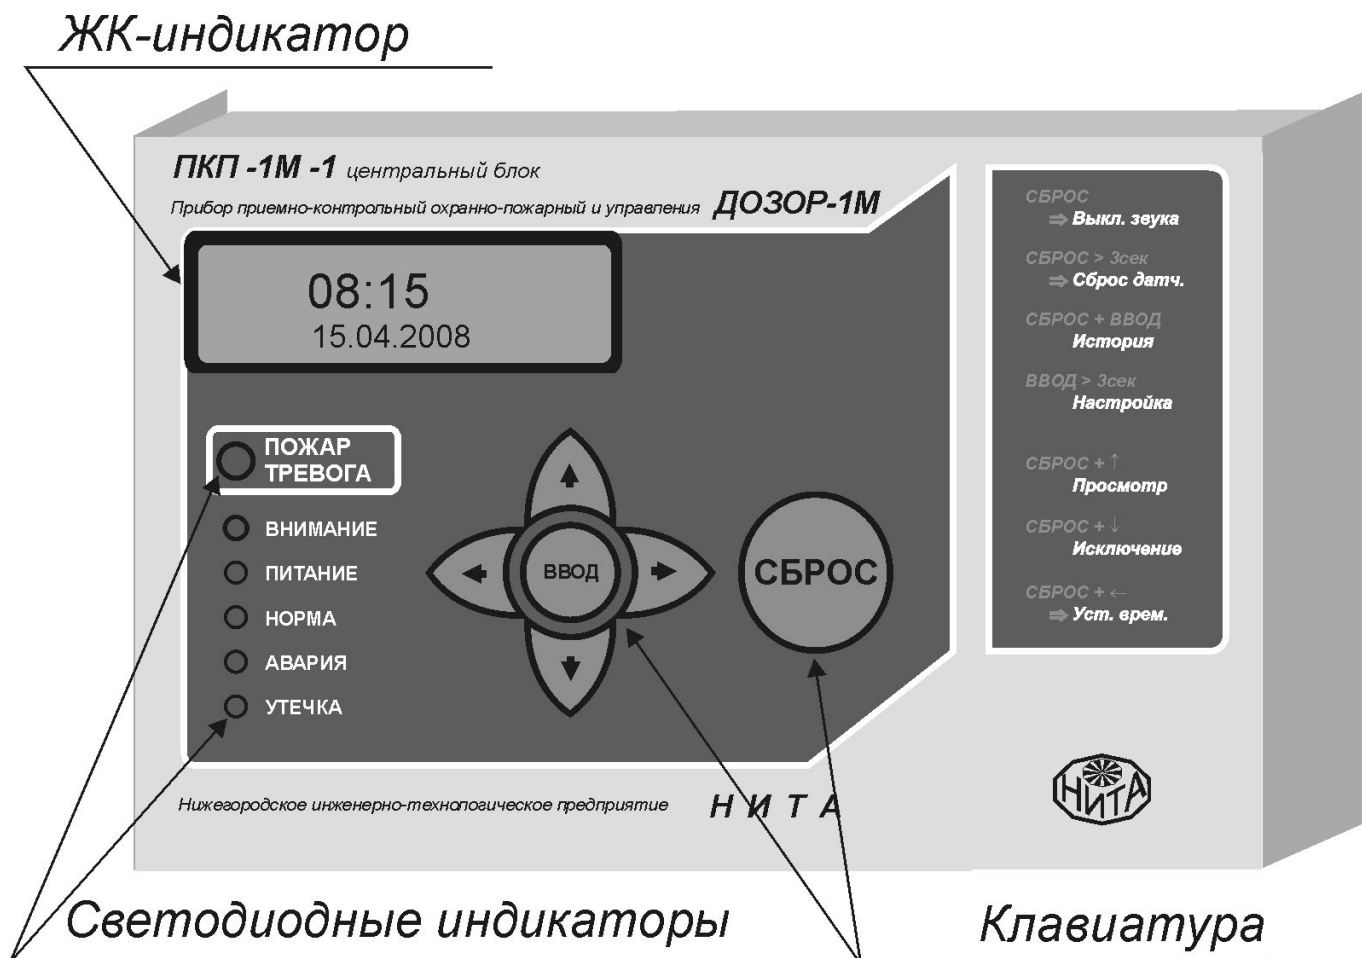 ЖК-индикатор
ПКП -1М -1 центральный блок
Прибор приемно-контрольный охранно-пожарный и управления ДОЗОР-1М
08:15
15.04.2008
ПОЖАР
ТРЕВОГА
ВНИМАНИЕ
ПИТАНИЕ
НОРМА
АВАРИЯ
УТЕЧКА
ВВОД
СБРОС
СБРОС
⇒ Выкл. звука
СБРОС > 3сек
⇒ Сброс датч.
СБРОС + ВВОД
История
ВВОД > 3сек
Настройка
СБРОС + ↑
Просмотр
СБРОС + ↓
Исключение
СБРОС + ←
⇒ Уст. врем.
Нижегородское инженерно-технологическое предприятие Н И Т А
НИТА
Светодиодные индикаторы
Клавиатура